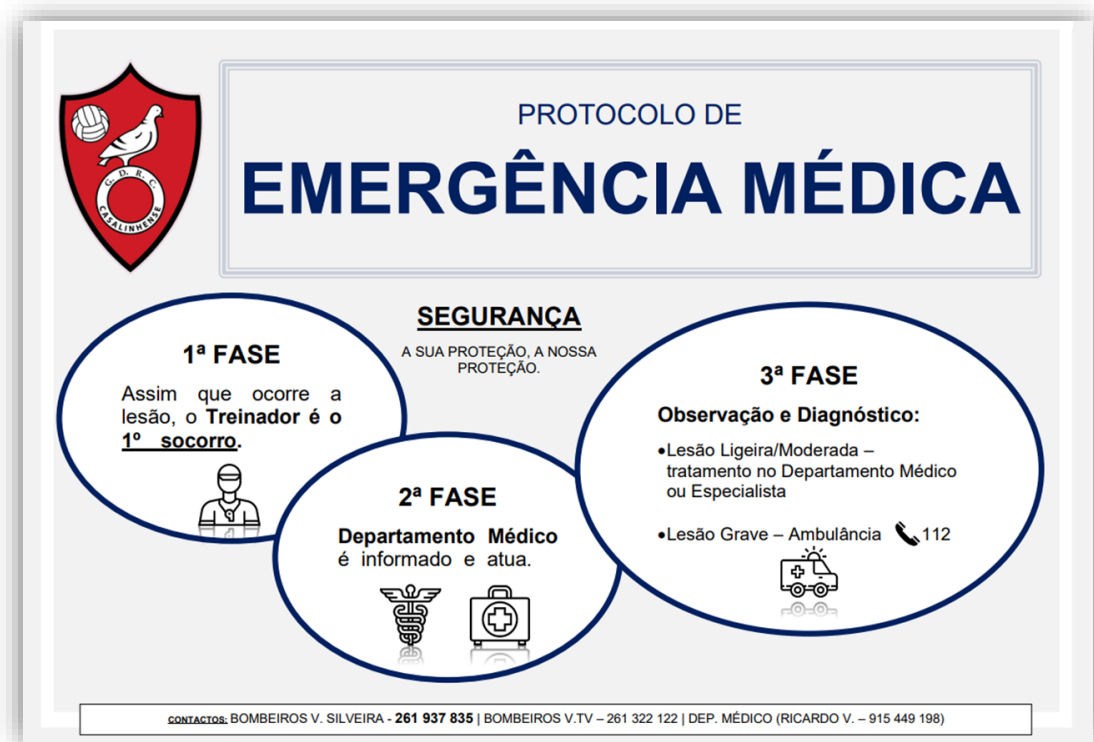 PROTOCOLO DE
EMERGÊNCIA MÉDICA
G. D. R. C.
CASALINHENSE
SEGURANÇA
A SUA PROTEÇÃO, A NOSSA
PROTEÇÃO.
1ª FASE
Assim que ocorre a
lesão, o Treinador é o
1º socorro.
2ª FASE
Departamento Médico
é informado e atua.
3ª FASE
Observação e Diagnóstico:
•Lesão Ligeira/Moderada –
tratamento no Departamento Médico
ou Especialista
•Lesão Grave – Ambulância 112
CONTACTOS: BOMBEIROS V. SILVEIRA - 261 937 835 | BOMBEIROS V.TV – 261 322 122 | DEP. MÉDICO (RICARDO V. – 915 449 198)